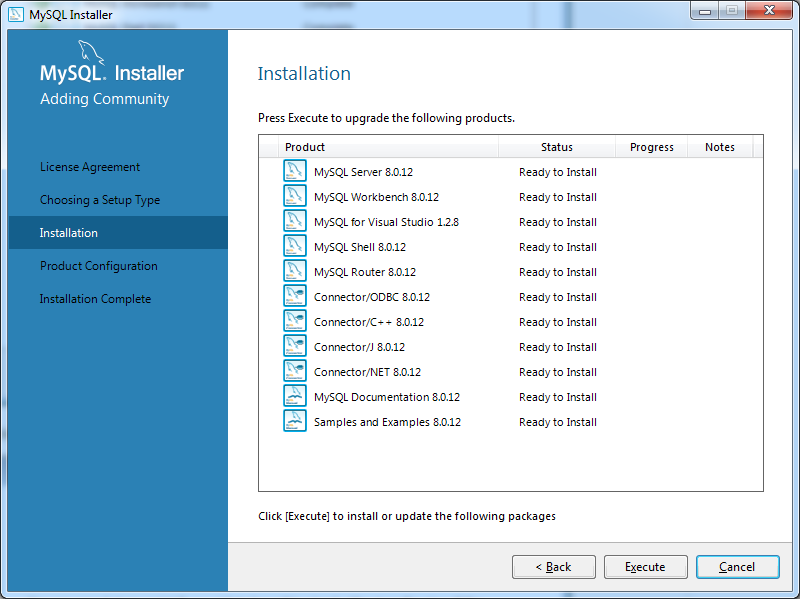 MySQL Installer
MySQL. Installer
Adding Community
License Agreement
Choosing a Setup Type
Installation
Product Configuration
Installation Complete
Installation
Press Execute to upgrade the following products.
Product Status Progress Notes
MySQL Server 8.0.12 Ready to Install
MySQL Workbench 8.0.12 Ready to Install
MySQL for Visual Studio 1.2.8 Ready to Install
MySQL Shell 8.0.12 Ready to Install
MySQL Router 8.0.12 Ready to Install
Connector/ODBC 8.0.12 Ready to Install
Connector/C++ 8.0.12 Ready to Install
Connector/J 8.0.12 Ready to Install
Connector/NET 8.0.12 Ready to Install
MySQL Documentation 8.0.12 Ready to Install
Samples and Examples 8.0.12 Ready to Install
Click [Execute] to install or update the following packages
< Back Execute Cancel